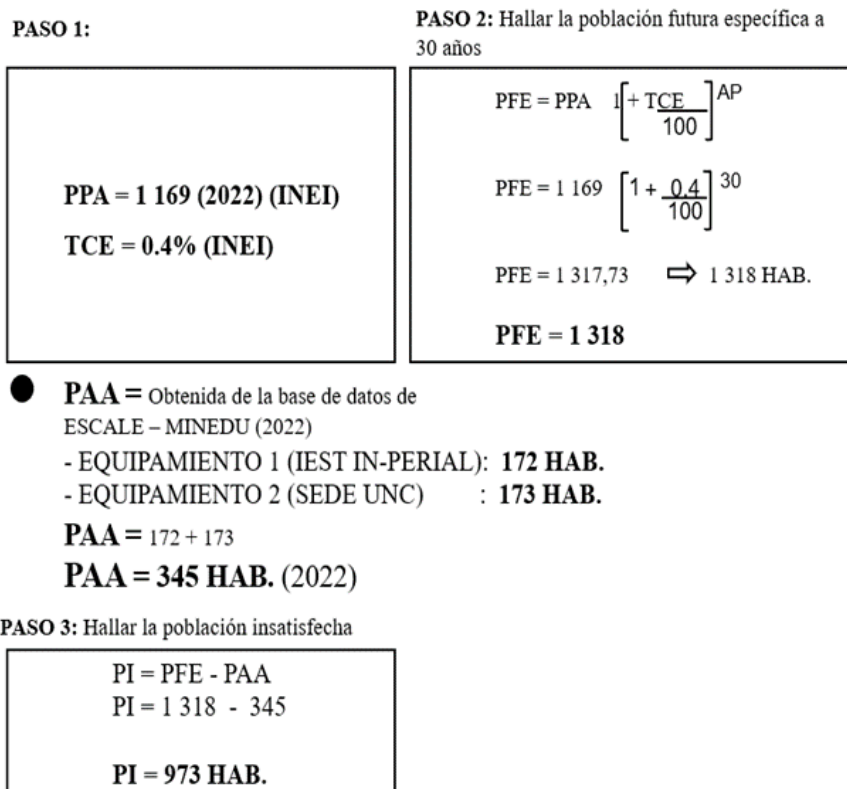 PASO 1:
PPA = 1 169 (2022) (INEI)
TCE = 0.4% (INEI)
PASO 2: Hallar la población futura específica a
30 años
PFE = PPA [1 + TCE/100]^AP
PFE = 1 169 [1 + 0.4/100]^30
PFE = 1 317,73 ⇨ 1 318 HAB.
PFE = 1 318
● PAA = Obtenida de la base de datos de
ESCALE – MINEDU (2022)
- EQUIPAMIENTO 1 (IEST IN-PERIAL): 172 HAB.
- EQUIPAMIENTO 2 (SEDE UNC) : 173 HAB.
PAA = 172 + 173
PAA = 345 HAB. (2022)
PASO 3: Hallar la población insatisfecha
PI = PFE - PAA
PI = 1 318 - 345
PI = 973 HAB.